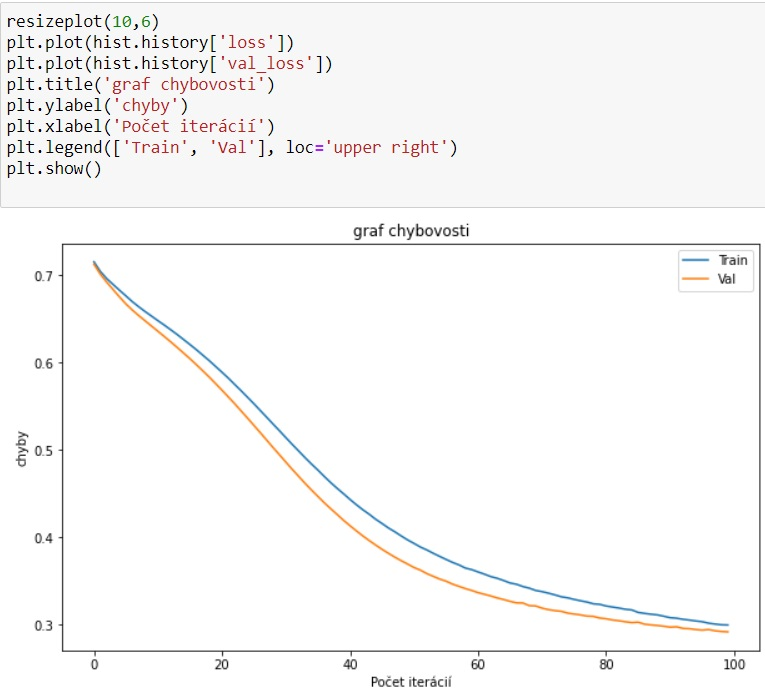 resizeplot(10,6)
plt.plot(hist.history['loss'])
plt.plot(hist.history['val_loss'])
plt.title('graf chybovosti')
plt.ylabel('chyby')
plt.xlabel('Počet iterácií')
plt.legend(['Train', 'Val'], loc='upper right')
plt.show()
graf chybovosti
Train
Val
0.7
0.6
0.5
0.4
0.3
chyby
0 20 40 60 80 100
Počet iterácií